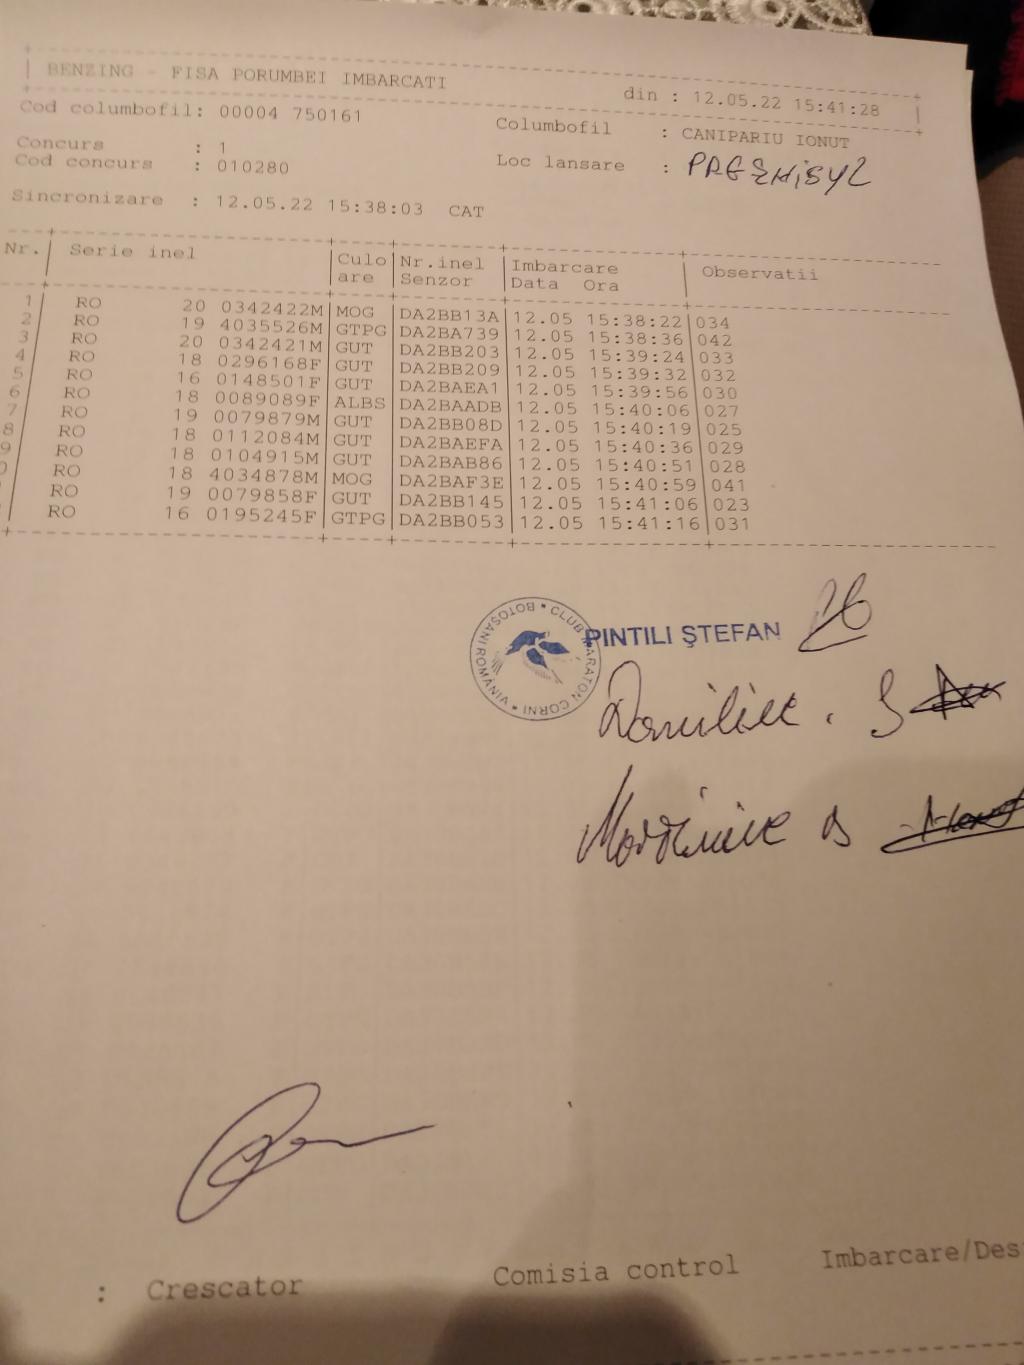 BENZING - FISA PORUMBEI IMBARCATI
din : 12.05.22 15:41:28
Cod columbofil: 00004 750161
Columbofil : CANIPARIU IONUT
Concurs : 1
Cod concurs : 010280
Loc lansare : PRGEHISYL
Sincronizare : 12.05.22 15:38:03 CAT
Nr. Serie inel Culo Nr.inel Imbarcare Observatii
are Senzor Data Ora
1 RO 20 0342422M MOG DA2BB13A 12.05 15:38:22 034
2 RO 19 4035526M GTPG DA2BA739 12.05 15:38:36 042
3 RO 20 0342421M GUT DA2BB203 12.05 15:39:24 033
4 RO 18 0296168F GUT DA2BB209 12.05 15:39:32 032
5 RO 16 0148501F GUT DA2BAEA1 12.05 15:39:56 030
6 RO 18 0089089F ALBS DA2BAADB 12.05 15:40:06 027
7 RO 19 0079879M GUT DA2BB08D 12.05 15:40:19 025
8 RO 18 0112084M GUT DA2BAEFA 12.05 15:40:36 029
9 RO 18 0104915M GUT DA2BAB86 12.05 15:40:51 028
0 RO 18 4034878M MOG DA2BAF3E 12.05 15:40:59 041
RO 19 0079858F GUT DA2BB145 12.05 15:41:06 023
RO 16 0195245F GTPG DA2BB053 12.05 15:41:16 031
CLUB MARATON CORNI • BOTOȘANI ROMÂNIA •
PINTILI ȘTEFAN
: Crescator Comisia control Imbarcare/Des